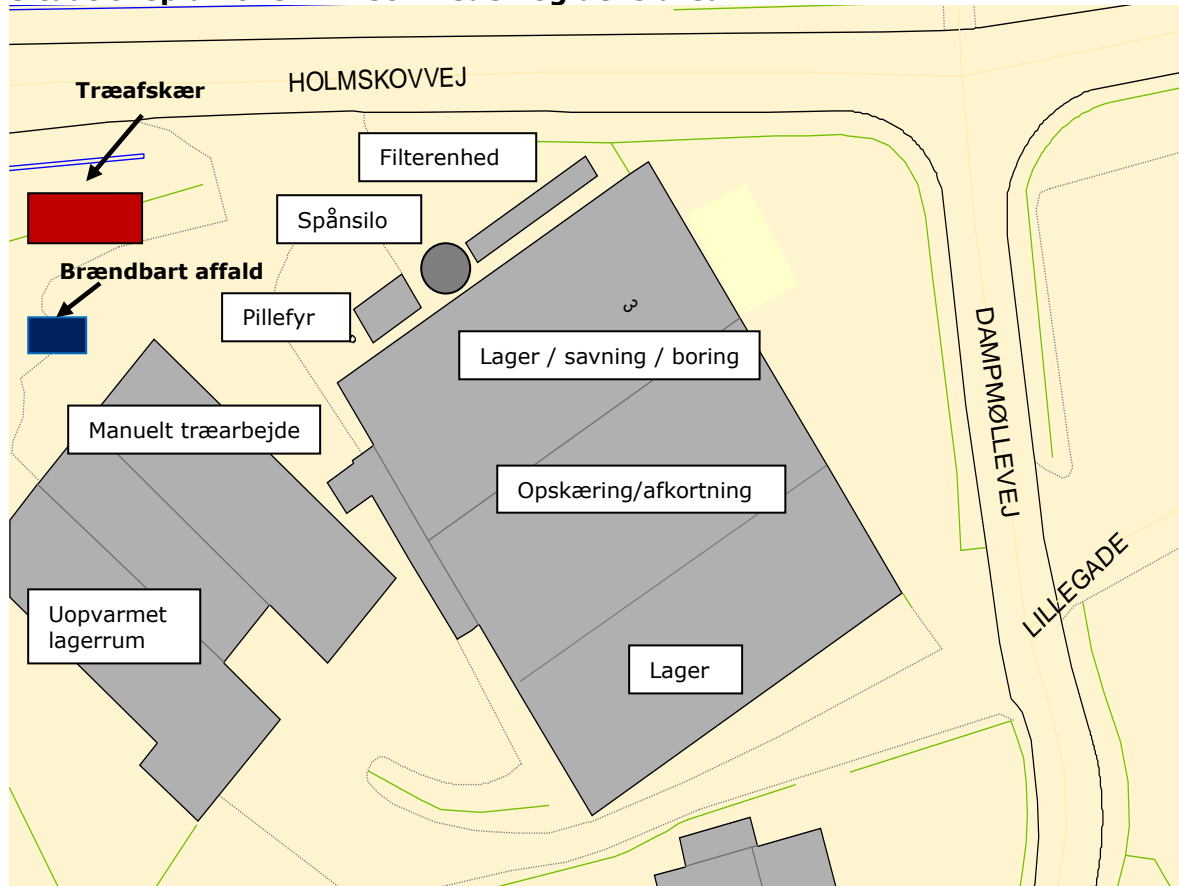 HOLMSKOVVEJ
Træafskær
Filterenhed
Spånsilo
Brændbart affald
Pillefyr
3
Lager / savning / boring
Manuelt træarbejde
DAMPMØLLEVEJ
Opskæring/afkortning
LILLEGADE
Uopvarmet
lagerrum
Lager